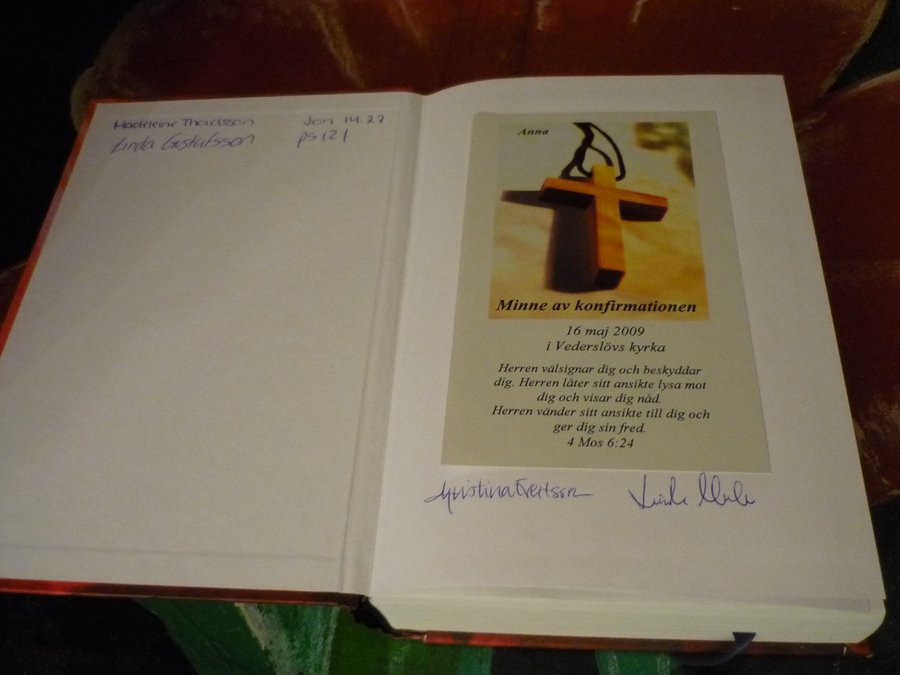 Madeleine Thordsson Joh 14:27
Linda Gustafsson ps 121
Anna
Minne av konfirmationen
16 maj 2009
i Vederslövs kyrka
Herren välsignar dig och beskyddar
dig. Herren låter sitt ansikte lysa mot
dig och visar dig nåd.
Herren vänder sitt ansikte till dig och
ger dig sin fred.
4 Mos 6:24
Kristina Evertsson